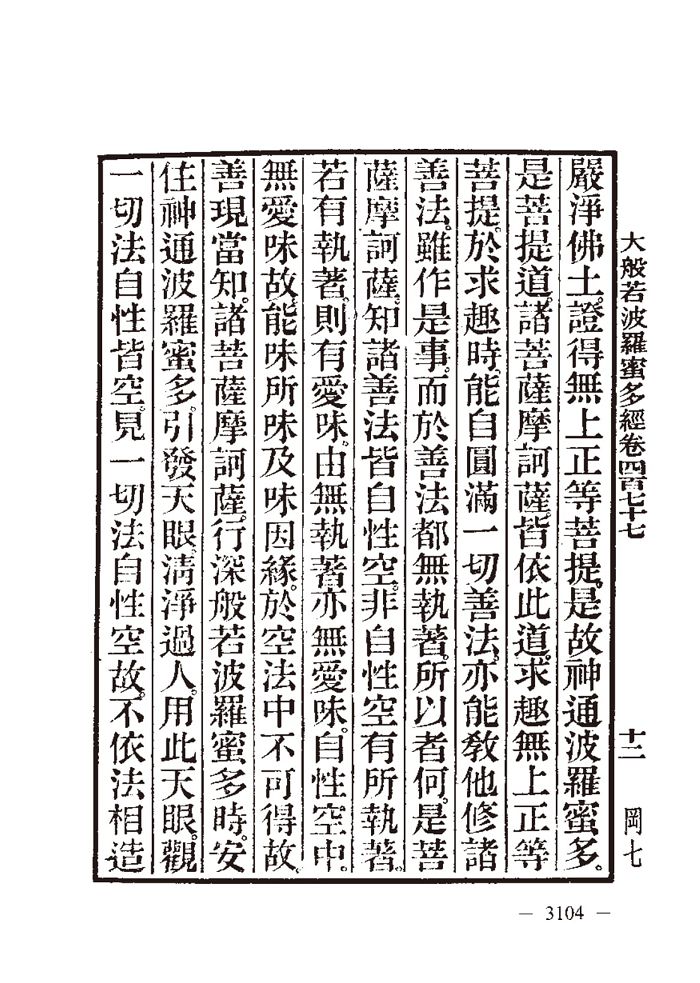 大般若波羅蜜多經卷四百七十七 十二 岡七
嚴淨佛土。證得無上正等菩提。是故神通波羅蜜多。
是菩提道。諸菩薩摩訶薩。皆依此道。求趣無上正等
菩提。於求趣時。能自圓滿一切善法。亦能敎他修諸
善法。雖作是事。而於善法都無執著。所以者何。是菩
薩摩訶薩。知諸善法皆自性空。非自性空有所執著。
若有執著。則有愛味。由無執著亦無愛味。自性空中。
無愛味故。能味所味及味因緣。於空法中不可得故。
善現當知。諸菩薩摩訶薩。行深般若波羅蜜多時。安
住神通波羅蜜多。引發天眼。清淨過人。用此天眼。觀
一切法自性皆空。見一切法自性空故。不依法相造
— 3104 —